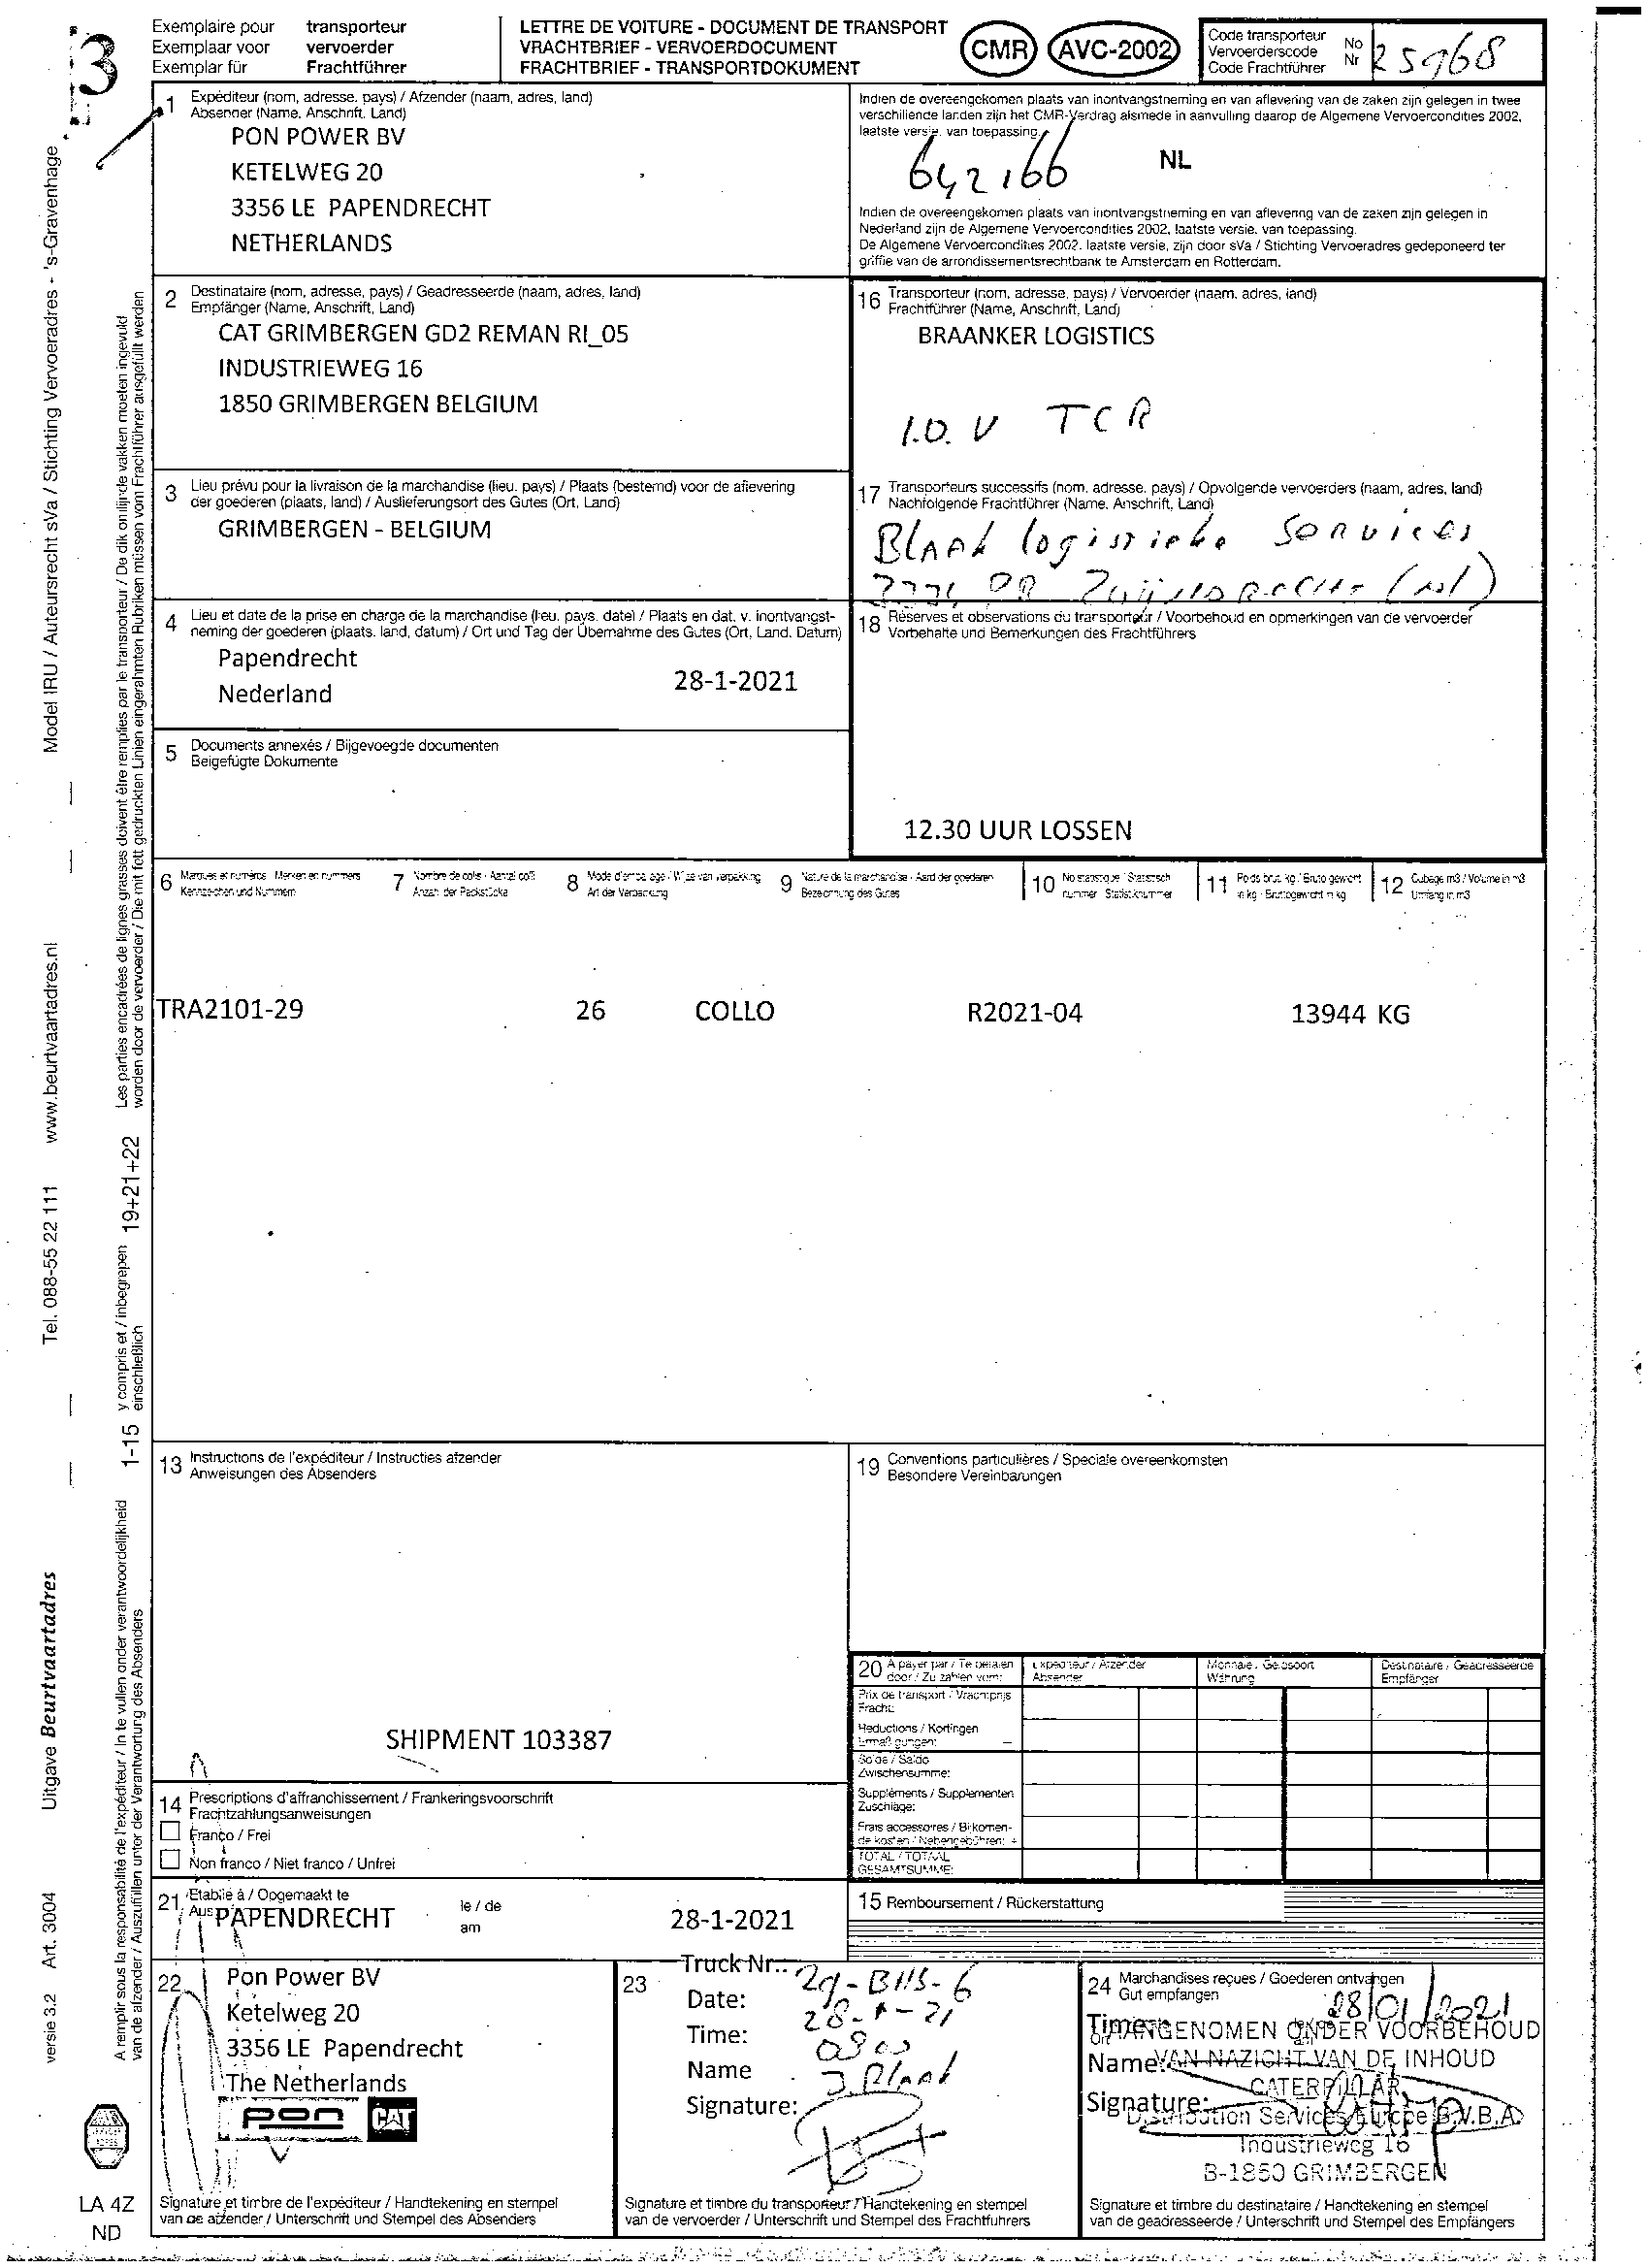 3
Exemplaire pour transporteur
Exemplaar voor vervoerder
Exemplar für Frachtführer
LETTRE DE VOITURE - DOCUMENT DE TRANSPORT
VRACHTBRIEF - VERVOERDOCUMENT
FRACHTBRIEF - TRANSPORTDOKUMENT
CMR AVC-2002
Code transporteur
Vervoerderscode
Code Frachtführer
No
Nr
1 Expéditeur (nom, adresse, pays) / Afzender (naam, adres, land)
Absender (Name, Anschrift, Land)
PON POWER BV
KETELWEG 20
3356 LE PAPENDRECHT
NETHERLANDS
Indien de overeengekomen plaats van inontvangstneming en van aflevering van de zaken zijn gelegen in twee
verschillende landen zijn het CMR-Verdrag alsmede in aanvulling daarop de Algemene Vervoercondities 2002,
laatste versie, van toepassing.
642166 NL
Indien de overeengekomen plaats van inontvangstneming en van aflevering van de zaken zijn gelegen in
Nederland zijn de Algemene Vervoercondities 2002, laatste versie, van toepassing.
De Algemene Vervoercondities 2002, laatste versie, zijn door sVa / Stichting Vervoeradres gedeponeerd ter
griffie van de arrondissementsrechtbank te Amsterdam en Rotterdam.
2 Destinataire (nom, adresse, pays) / Geadresseerde (naam, adres, land)
Empfänger (Name, Anschrift, Land)
CAT GRIMBERGEN GD2 REMAN RI_05
INDUSTRIEWEG 16
1850 GRIMBERGEN BELGIUM
16 Transporteur (nom, adresse, pays) / Vervoerder (naam, adres, land)
Frachtführer (Name, Anschrift, Land)
BRAANKER LOGISTICS
I.O.V TCR
3 Lieu prévu pour la livraison de la marchandise (lieu, pays) / Plaats (bestemd) voor de aflevering
der goederen (plaats, land) / Auslieferungsort des Gutes (Ort, Land)
GRIMBERGEN - BELGIUM
17 Transporteurs successifs (nom, adresse, pays) / Opvolgende vervoerders (naam, adres, land)
Nachfolgende Frachtführer (Name, Anschrift, Land)
Blaak logistieke Services
4 Lieu et date de la prise en charge de la marchandise (lieu, pays, date) / Plaats en dat. v. inontvangst-
neming der goederen (plaats, land, datum) / Ort und Tag der Übernahme des Gutes (Ort, Land, Datum)
Papendrecht
Nederland
28-1-2021
18 Réserves et observations du transporteur / Voorbehoud en opmerkingen van de vervoerder
Vorbehalte und Bemerkungen des Frachtführers
12.30 UUR LOSSEN
5 Documents annexés / Bijgevoegde documenten
Beigefügte Dokumente
6 Marques et numéros / Merken en nummers
Kennzeichen und Nummern
7 Nombre de colis / Aantal colli
Anzahl der Packstücke
8 Mode d'emballage / Wijze van verpakking
Art der Verpackung
9 Nature de la marchandise / Aard der goederen
Bezeichnung des Gutes
10 No statistique / Statistisch
nummer / Statistiknummer
11 Poids brut, kg / Bruto gewicht
in kg / Bruttogewicht in kg
12 Cubage m3 / Volume in m3
Umfang in m3
TRA2101-29 26 COLLO R2021-04 13944 KG
13 Instructions de l'expéditeur / Instructies afzender
Anweisungen des Absenders
SHIPMENT 103387
19 Conventions particulières / Speciale overeenkomsten
Besondere Vereinbarungen
14 Prescriptions d'affranchissement / Frankeringsvoorschrift
Frachtzahlungsanweisungen
Franco / Frei
Non franco / Niet franco / Unfrei
20 A payer par / Te betalen
door / Zu zahlen vom:
Expéditeur / Afzender
Absender
Monnaie / Geldsoort
Währung
Destinataire / Geadresseerde
Empfänger
Prix de transport / Vrachtprijs
Fracht:
Reductions / Kortingen
Ermäßigungen: -
Solde / Saldo
Zwischensumme:
Suppléments / Supplementen
Zuschläge:
Frais accessoires / Bijkomen-
de kosten / Nebengebühren: +
TOTAL / TOTAAL
GESAMTSUMME:
15 Remboursement / Rückerstattung
21 Etablie à / Opgemaakt te
Aus PAPENDRECHT
le / de
am
28-1-2021
22 Pon Power BV
Ketelweg 20
3356 LE Papendrecht
The Netherlands
pon CAT
Signature et timbre de l'expéditeur / Handtekening en stempel
van de afzender / Unterschrift und Stempel des Absenders
23
Truck Nr.:
Date: 28-1-21
Time:
Name J. Blaak
Signature:
Signature et timbre du transporteur / Handtekening en stempel
van de vervoerder / Unterschrift und Stempel des Frachtführers
24 Marchandises reçues / Goederen ontvangen
Gut empfangen
28/01/2021
Time:
AANGENOMEN ONDER VOORBEHOUD
Name: VAN NAZICHT VAN DE INHOUD
CATERPILLAR
Signature:
Distribution Services Europe B.V.B.A.
Industrieweg 16
B-1850 GRIMBERGEN
Signature et timbre du destinataire / Handtekening en stempel
van de geadresseerde / Unterschrift und Stempel des Empfängers
Model IRU / Auteursrecht sVa / Stichting Vervoeradres - 's-Gravenhage
www.beurtvaartadres.nl
Tel. 088-55 22 111
Uitgave Beurtvaartadres
Art. 3004
versie 3.2
Les parties encadrées de lignes grasses doivent être remplies par le transporteur / De dik omlijnde vakken moeten ingevuld
worden door de vervoerder / Die mit fett gedruckten Linien eingerahmten Rubriken müssen vom Frachtführer ausgefüllt werden
1-15 y compris et / inbegrepen 19+21+22
einschließlich
A remplir sous la responsabilité de l'expéditeur / In te vullen onder verantwoordelijkheid
van de afzender / Auszufüllen unter der Verantwortung des Absenders
LA 4Z
ND